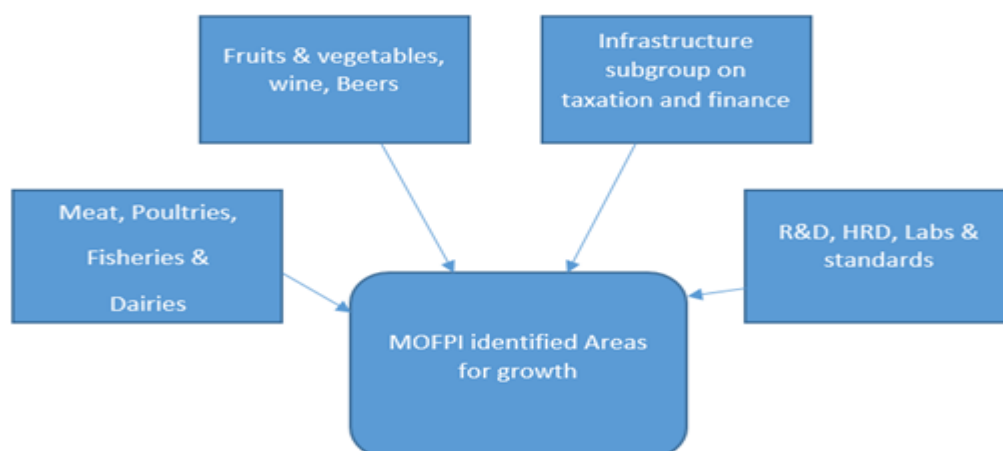 Fruits & vegetables,
wine, Beers
Infrastructure
subgroup on
taxation and finance
Meat, Poultries,
Fisheries &
Dairies
R&D, HRD, Labs &
standards
MOFPI identified Areas
for growth